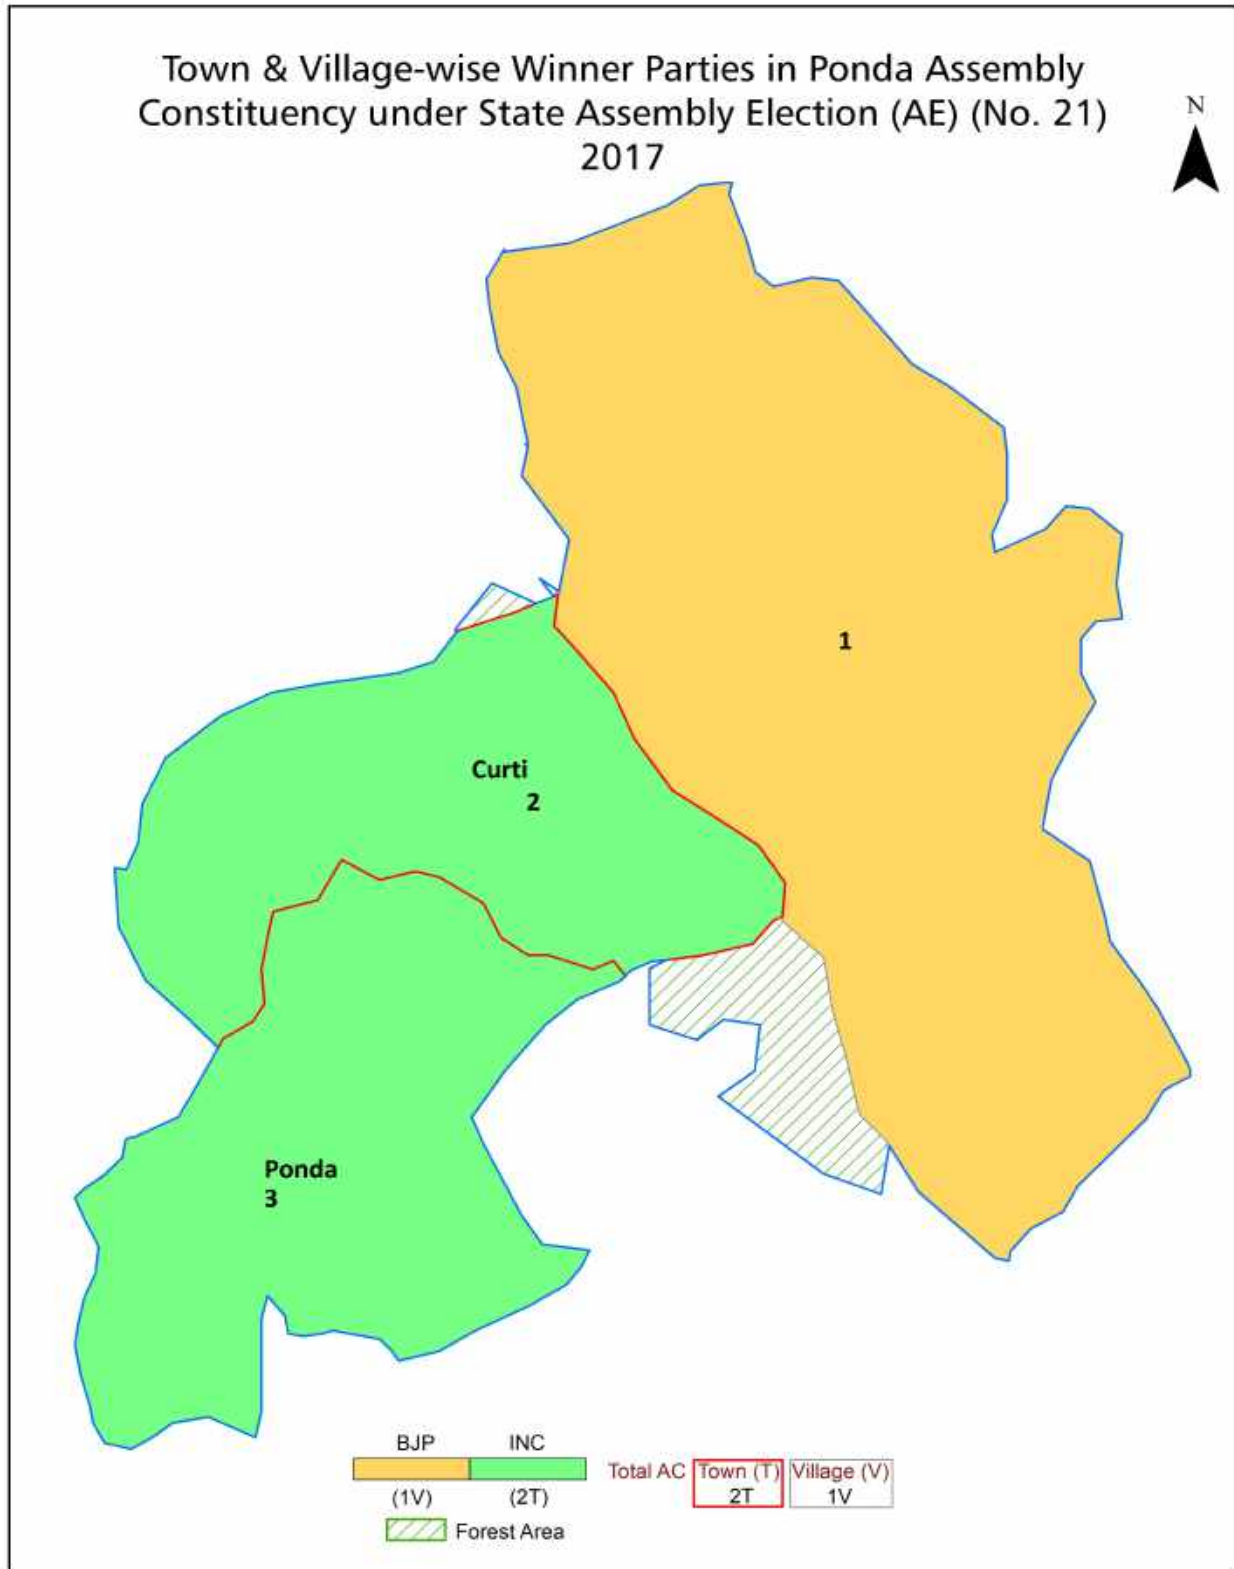 Town & Village-wise Winner Parties in Ponda Assembly
Constituency under State Assembly Election (AE) (No. 21)
2017
N
1
Curti
2
Ponda
3
BJP INC
(1V) (2T)
Total AC Town (T) Village (V)
2T 1V
Forest Area